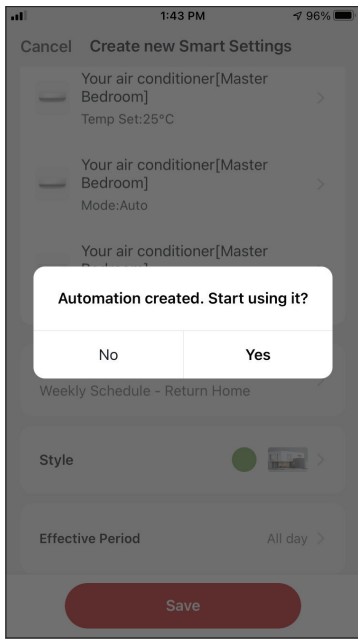 1:43 PM
96%
Cancel
Create new Smart Settings
Your air conditioner[Master
Bedroom]
Temp Set:25°C
Your air conditioner[Master
Bedroom]
Mode:Auto
Your air conditioner[Master
Automation created. Start using it?
No
Yes
Weekly Schedule - Return Home
Style
Effective Period
All day
Save